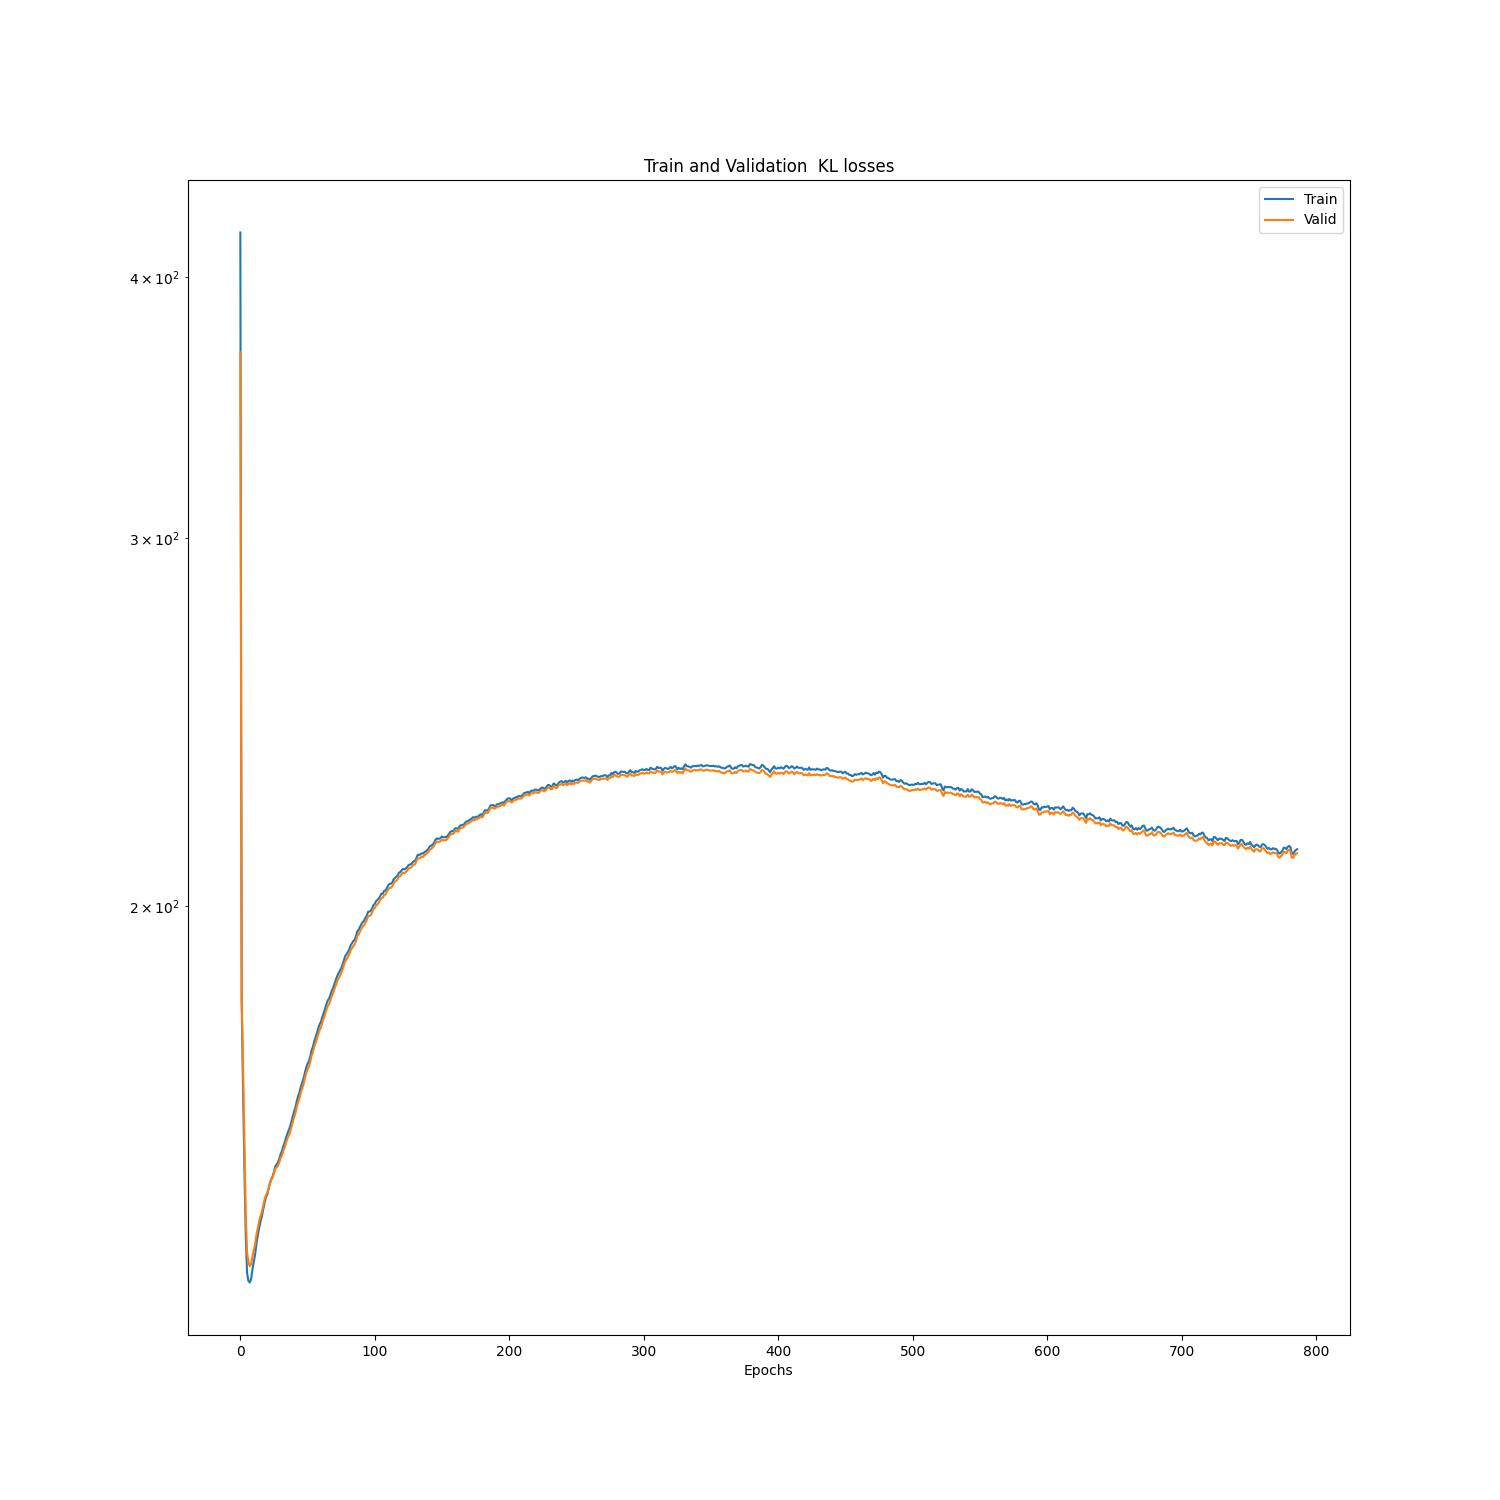 Train and Validation  KL losses
Train
Valid
4 × 10²
3 × 10²
2 × 10²
0 100 200 300 400 500 600 700 800
Epochs